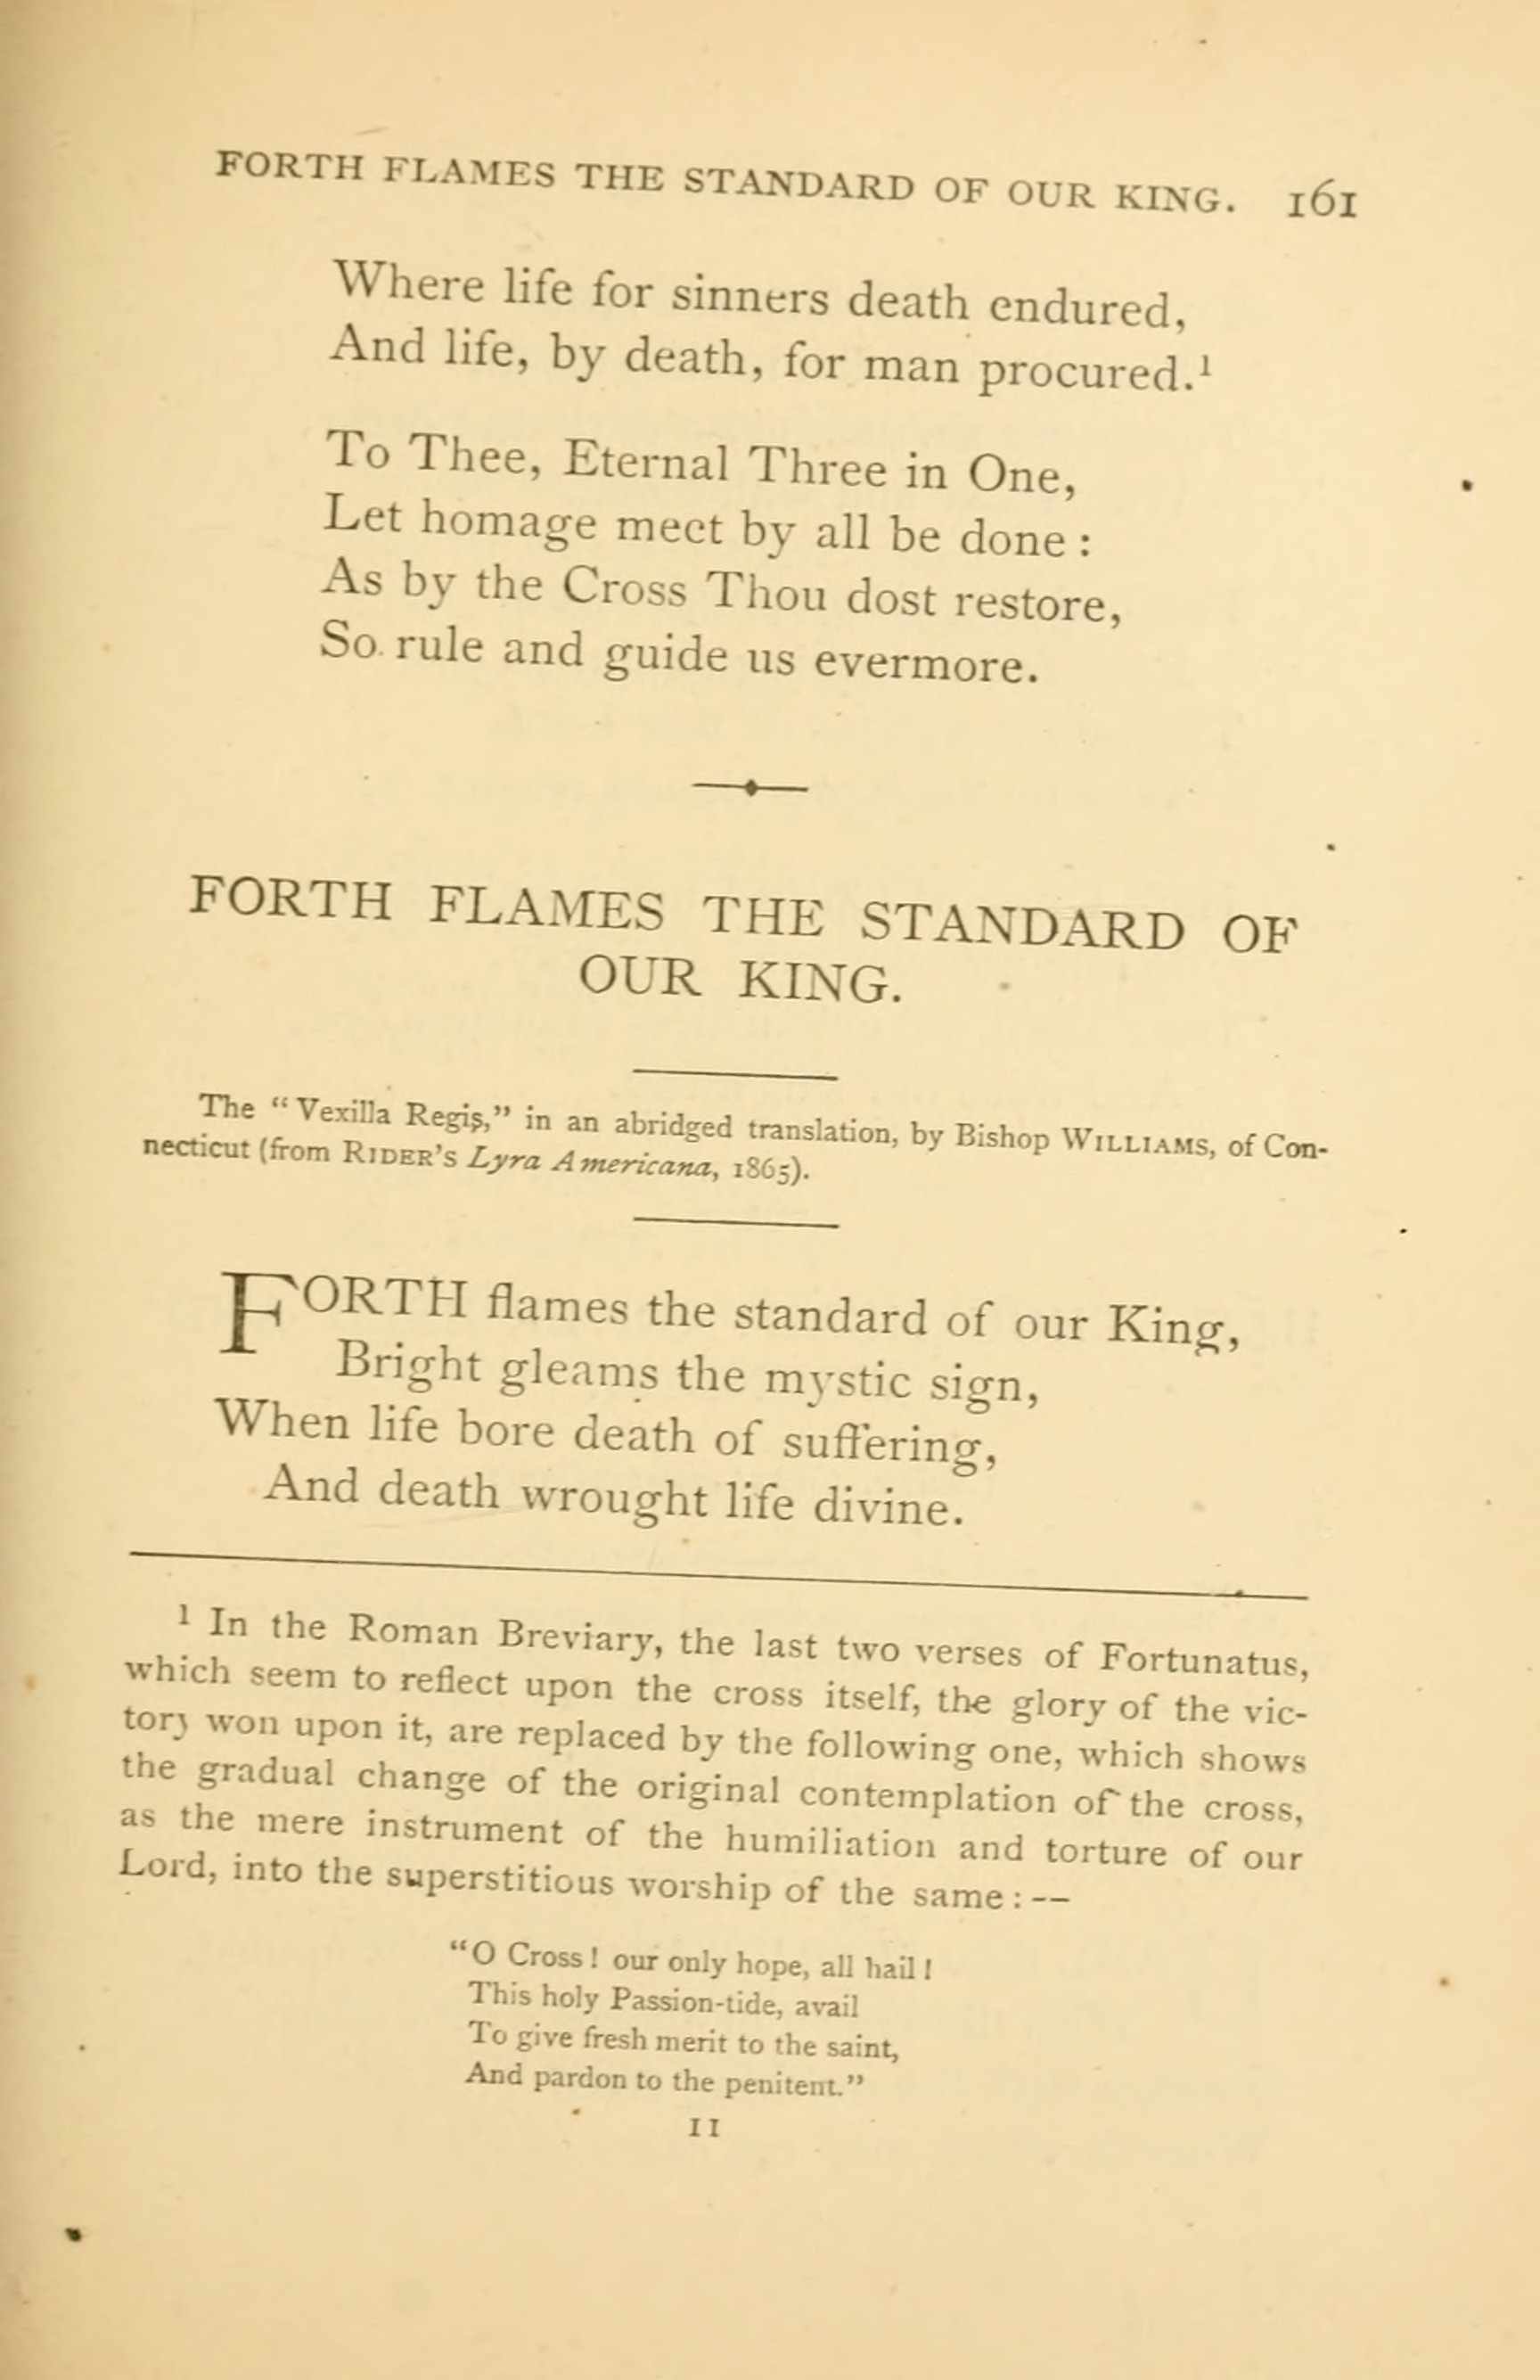 FORTH FLAMES THE STANDARD OF OUR KING. 161
Where life for sinners death endured,
And life, by death, for man procured.¹
To Thee, Eternal Three in One,
Let homage meet by all be done:
As by the Cross Thou dost restore,
So rule and guide us evermore.
FORTH FLAMES THE STANDARD OF
OUR KING.
The “Vexilla Regis,” in an abridged translation, by Bishop WILLIAMS, of Con-
necticut (from RIDER'S Lyra Americana, 1865).
FORTH flames the standard of our King,
Bright gleams the mystic sign,
When life bore death of suffering,
And death wrought life divine.
¹ In the Roman Breviary, the last two verses of Fortunatus,
which seem to reflect upon the cross itself, the glory of the vic-
tory won upon it, are replaced by the following one, which shows
the gradual change of the original contemplation of the cross,
as the mere instrument of the humiliation and torture of our
Lord, into the superstitious worship of the same:--
“O Cross! our only hope, all hail!
This holy Passion-tide, avail
To give fresh merit to the saint,
And pardon to the penitent.”
11